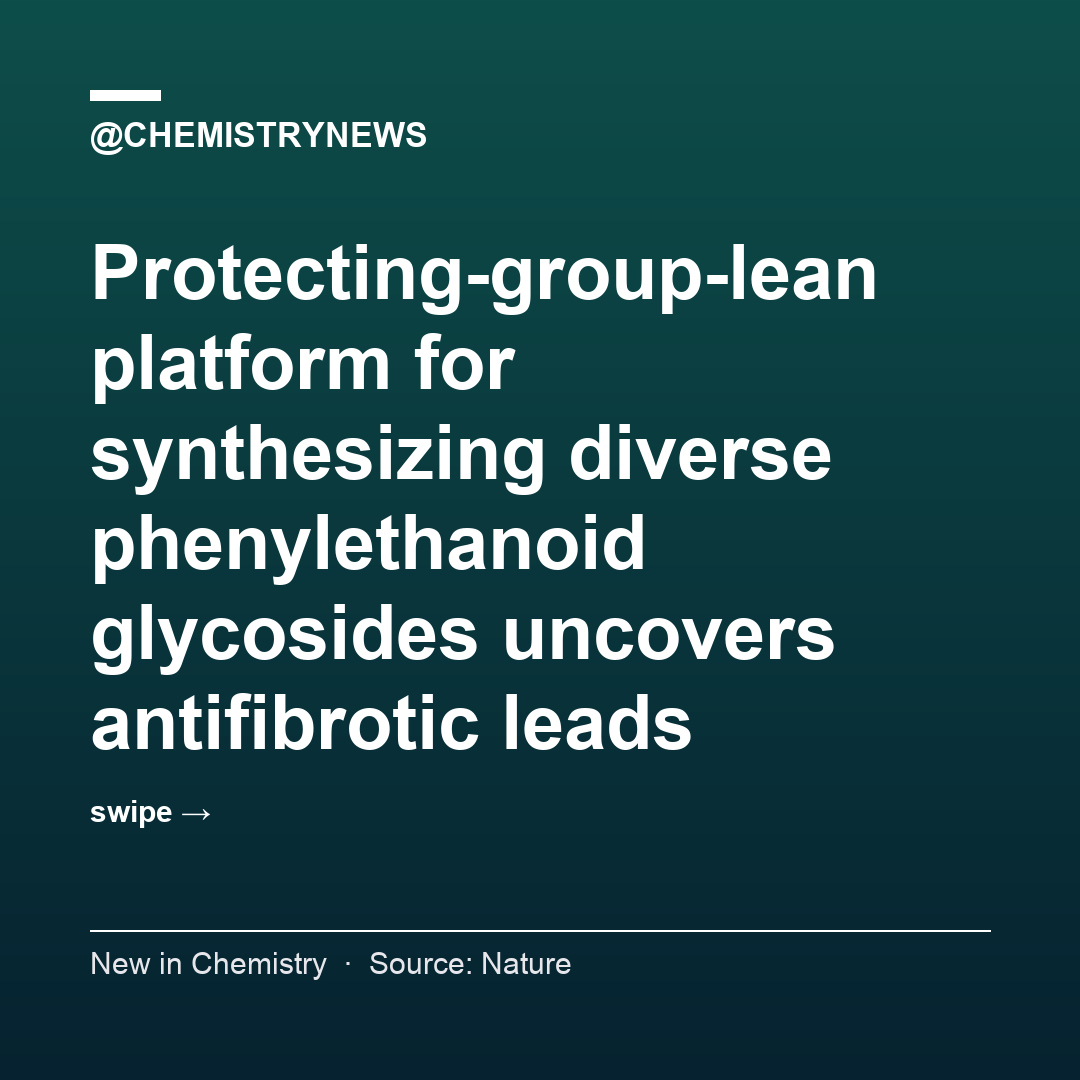 @CHEMISTRYNEWS
Protecting-group-lean
platform for
synthesizing diverse
phenylethanoid
glycosides uncovers
antifibrotic leads
swipe →
New in Chemistry · Source: Nature